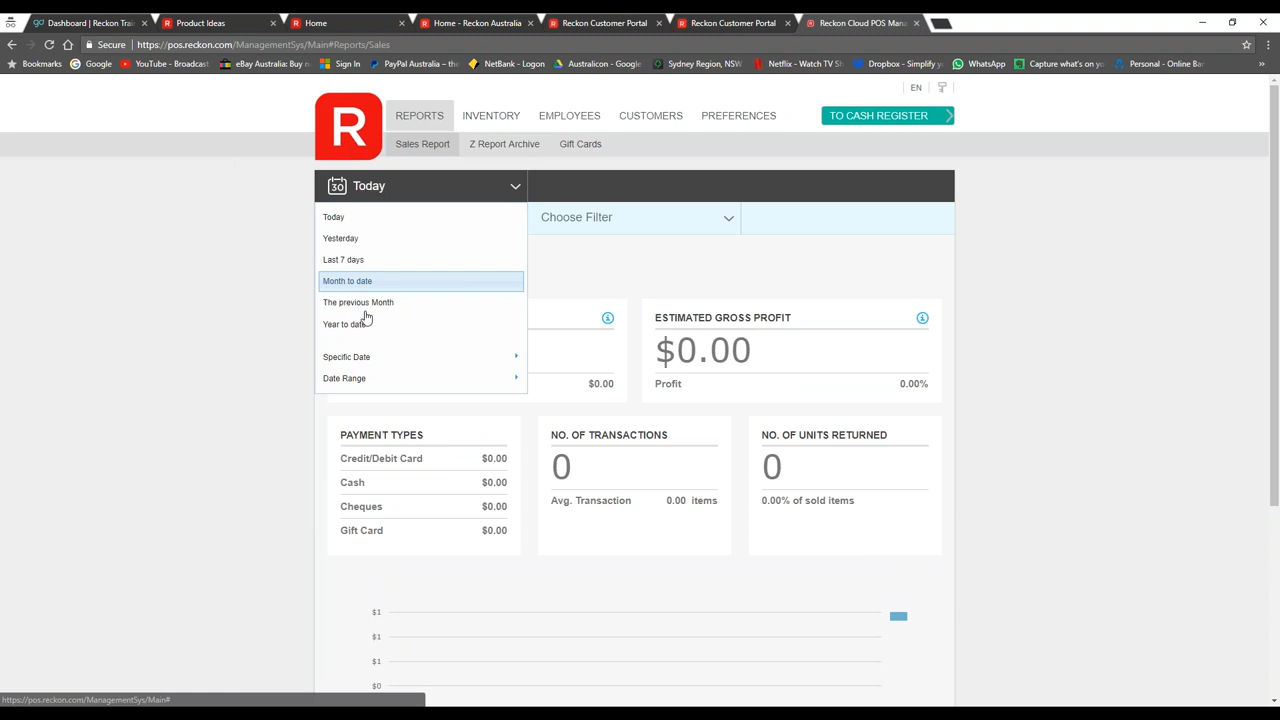 Dashboard | Reckon Trai
Product Ideas
Home
Home - Reckon Australia
Reckon Customer Portal
Reckon Customer Portal
Reckon Cloud POS Man
Secure
https://pos.reckon.com/ManagementSys/Main#Reports/Sales
Bookmarks
Google
YouTube - Broadcast
eBay Australia: Buy n
Sign In
PayPal Australia – the
NetBank - Logon
Australicon - Google
Sydney Region, NSW
Netflix - Watch TV Sh
Dropbox - Simplify y
WhatsApp
Capture what's on yo
Personal - Online Ban
»
EN
R
REPORTS
INVENTORY
EMPLOYEES
CUSTOMERS
PREFERENCES
TO CASH REGISTER
Sales Report
Z Report Archive
Gift Cards
30
Today
Today
Yesterday
Last 7 days
Month to date
The previous Month
Year to date
Specific Date
Date Range
Choose Filter
$0.00
ESTIMATED GROSS PROFIT
$0.00
Profit
0.00%
PAYMENT TYPES
Credit/Debit Card
$0.00
Cash
$0.00
Cheques
$0.00
Gift Card
$0.00
NO. OF TRANSACTIONS
0
Avg. Transaction
0.00 items
NO. OF UNITS RETURNED
0
0.00% of sold items
$1
$1
$1
$0
https://pos.reckon.com/ManagementSys/Main#